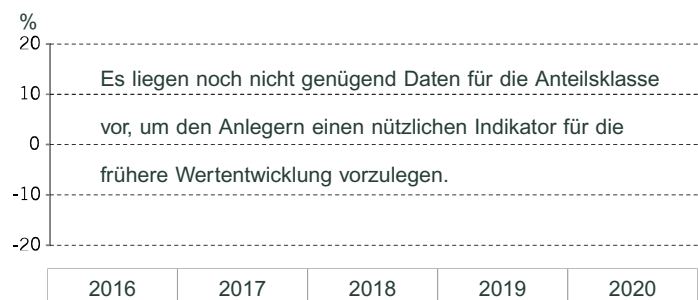 %
20
Es liegen noch nicht genügend Daten für die Anteilsklasse
10
vor, um den Anlegern einen nützlichen Indikator für die
0
frühere Wertentwicklung vorzulegen.
-10
-20
2016 2017 2018 2019 2020